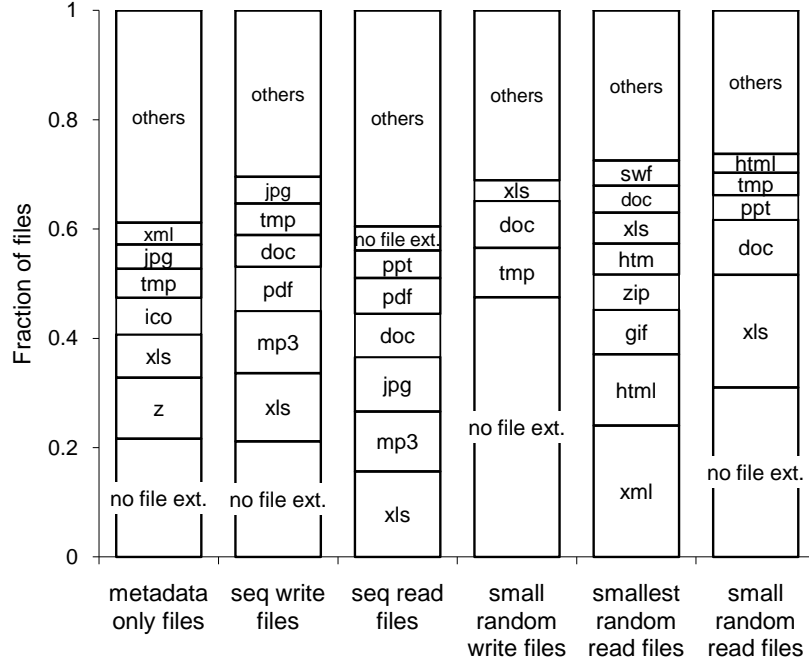 Fraction of files
1
0.8
0.6
0.4
0.2
0
others
xml
jpg
tmp
ico
xls
z
no file ext.
metadata
only files
others
jpg
tmp
doc
pdf
mp3
xls
no file ext.
seq write
files
others
no file ext.
ppt
pdf
doc
jpg
mp3
xls
seq read
files
others
xls
doc
tmp
no file ext.
small
random
write files
others
swf
doc
xls
htm
zip
gif
html
xml
smallest
random
read files
others
html
tmp
ppt
doc
xls
no file ext.
small
random
read files